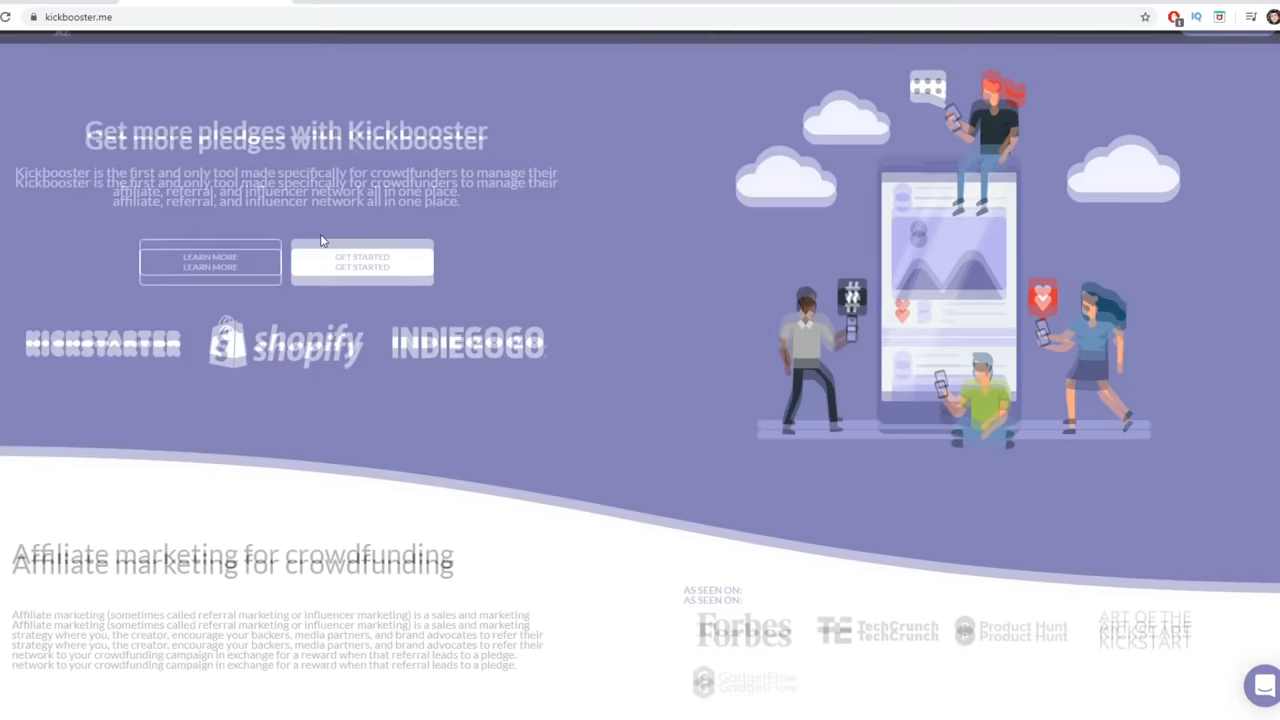 kickbooster.me
Get more pledges with Kickbooster
Kickbooster is the first and only tool made specifically for crowdfunders to manage their
affiliate, referral, and influencer network all in one place.
LEARN MORE GET STARTED
KICKSTARTER shopify INDIEGOGO
Affiliate marketing for crowdfunding
Affiliate marketing (sometimes called referral marketing or influencer marketing) is a sales and marketing
strategy where you, the creator, encourage your backers, media partners, and brand advocates to refer their
network to your crowdfunding campaign in exchange for a reward when that referral leads to a pledge.
AS SEEN ON:
Forbes TechCrunch Product Hunt ART OF THE
KICKSTART
GadgetFlow